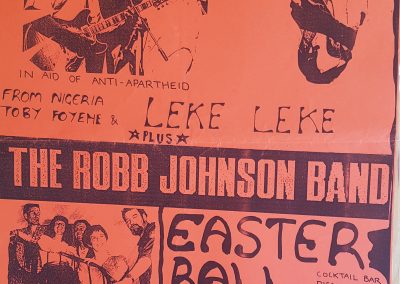 IN AID OF ANTI-APARTHEID
FROM NIGERIA
TOBY FOYEHE & LEKE LEKE
☆PLUS☆
THE ROBB JOHNSON BAND
EASTER
BALL
COCKTAIL BAR